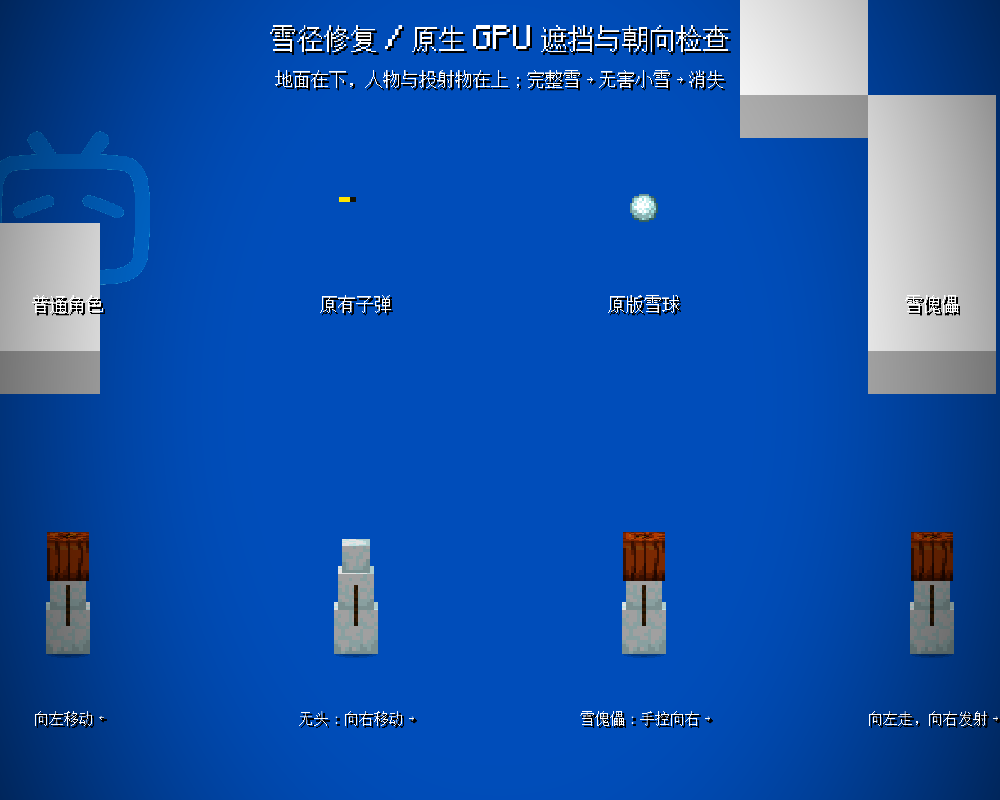 雪径修复 / 原生 GPU 遮挡与朝向检查
地面在下，人物与投射物在上；完整雪→无害小雪→消失
普通角色
原有子弹
原版雪球
雪傀儡
向左移动 ←
无头：向右移动 →
雪傀儡：手控向右 →
向左走，向右发射 →